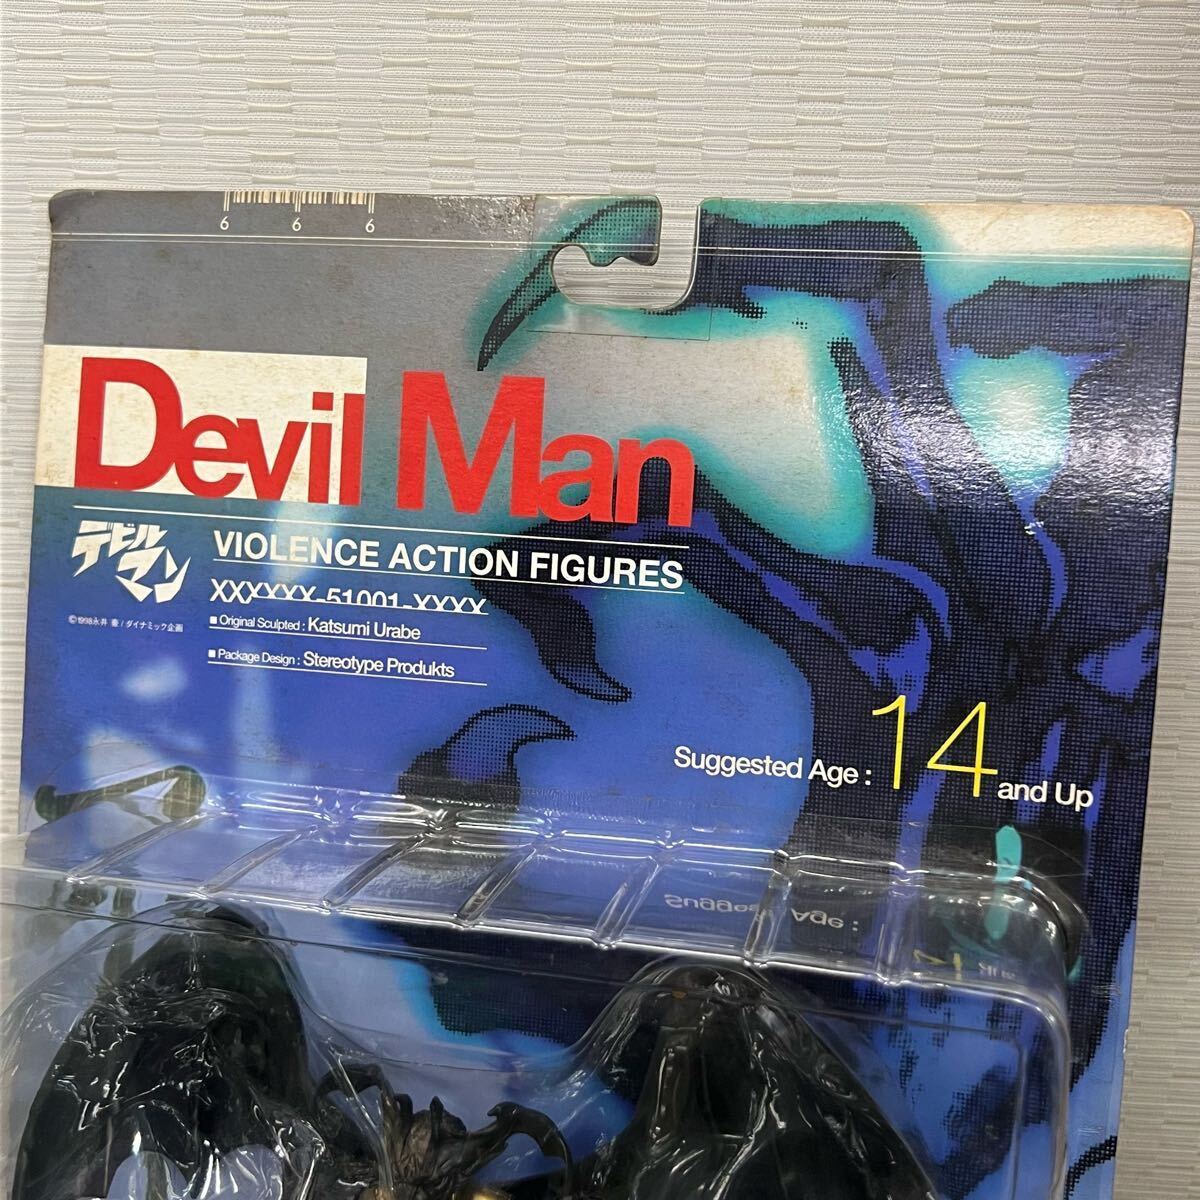 6 6 6
Devil Man
デビルマン
VIOLENCE ACTION FIGURES
XXXXXX-51001-XXXX
©1998永井 豪/ダイナミック企画
■ Original Sculpted : Katsumi Urabe
■ Package Design : Stereotype Produkts
Suggested Age : 14 and Up